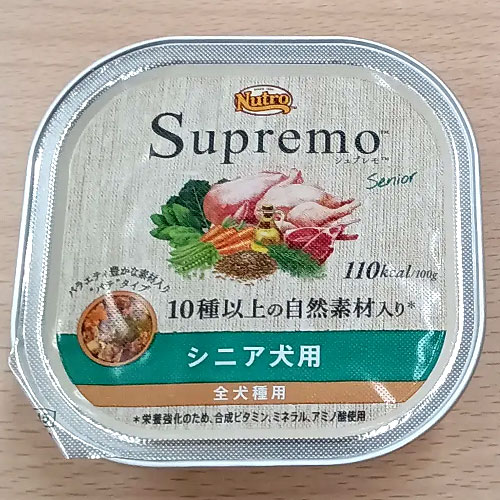 Nutro
Supremo™
シュプレモ™
Senior
110kcal/100g
バラエティ豊かな素材入り
"パテ"タイプ
10種以上の自然素材入り*
シニア犬用
全犬種用
*栄養強化のため、合成ビタミン、ミネラル、アミノ酸使用